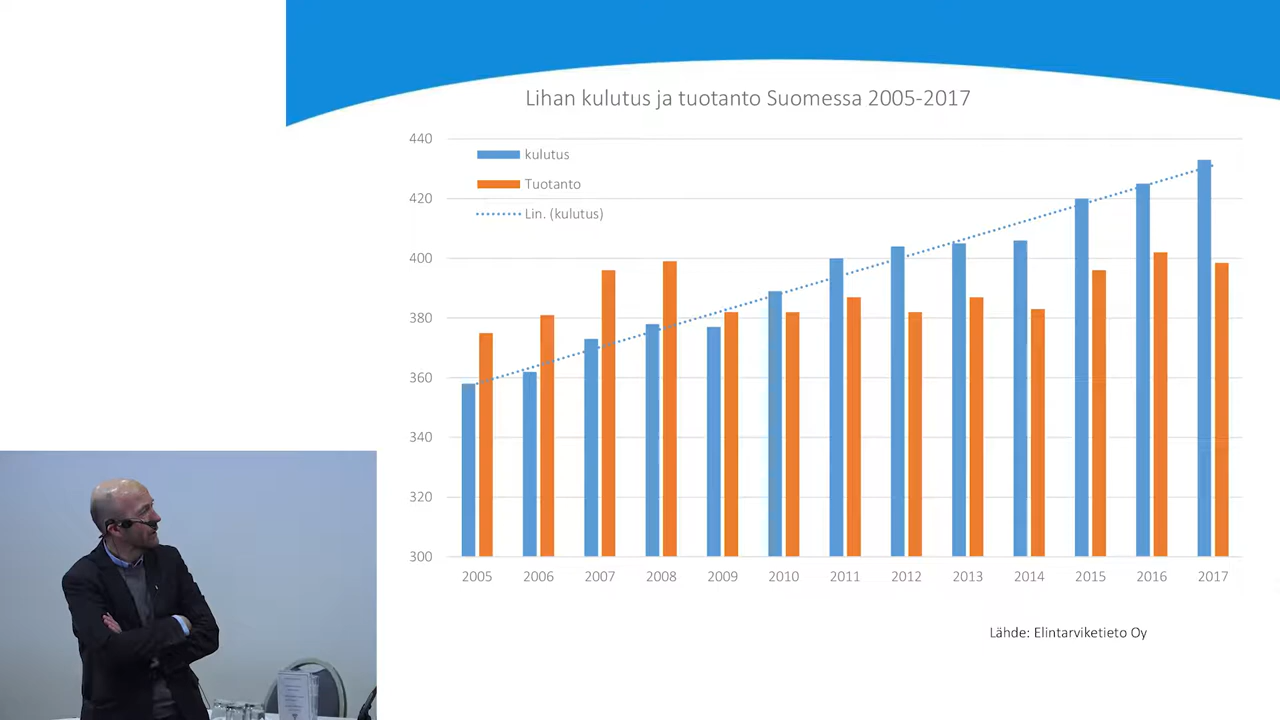 Lihan kulutus ja tuotanto Suomessa 2005-2017
440
420
400
380
360
340
320
300
kulutus
Tuotanto
Lin. (kulutus)
2005 2006 2007 2008 2009 2010 2011 2012 2013 2014 2015 2016 2017
Lähde: Elintarviketieto Oy